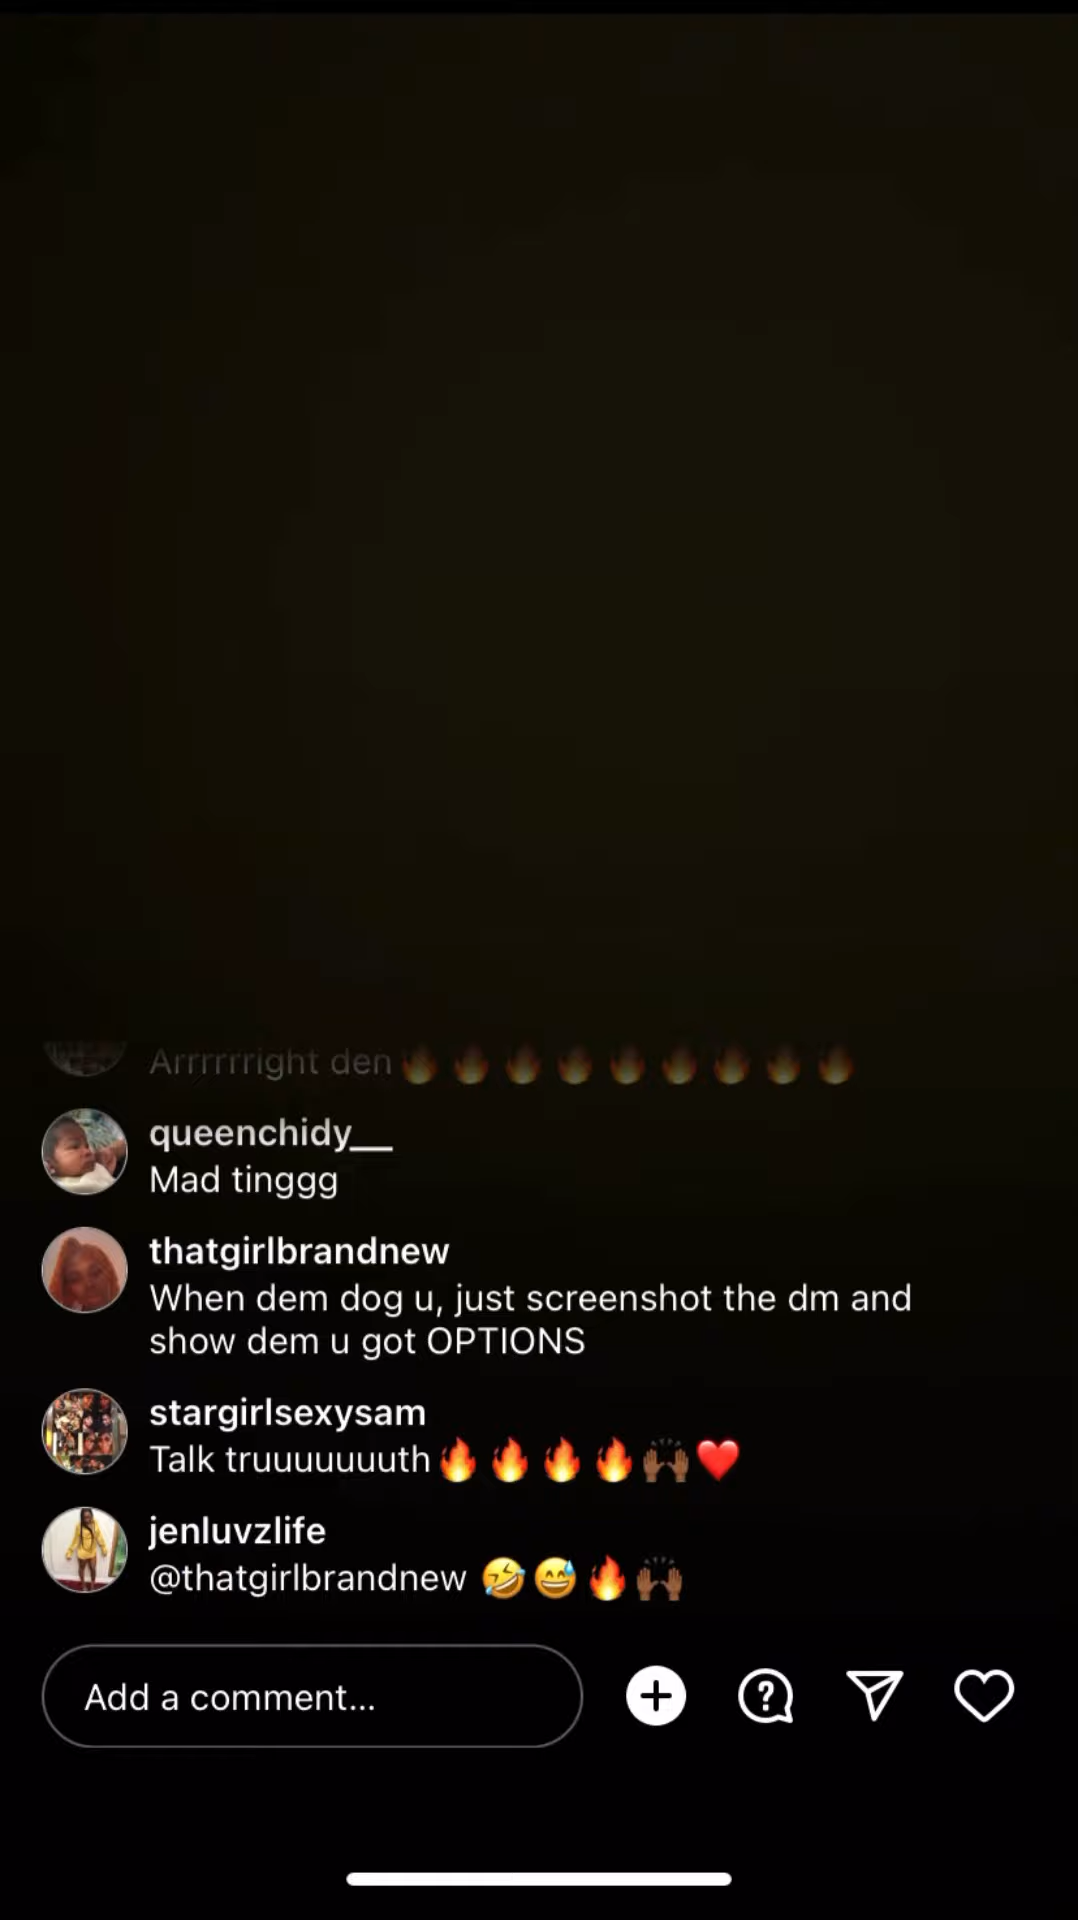 Arrrrrright den🔥🔥🔥🔥🔥🔥🔥🔥🔥
queenchidy__
Mad tinggg
thatgirlbrandnew
When dem dog u, just screenshot the dm and
show dem u got OPTIONS
stargirlsexysam
Talk truuuuuuuth🔥🔥🔥🔥🙌🏾❤️
jenluvzlife
@thatgirlbrandnew 🤣😅🔥🙌🏾
Add a comment...